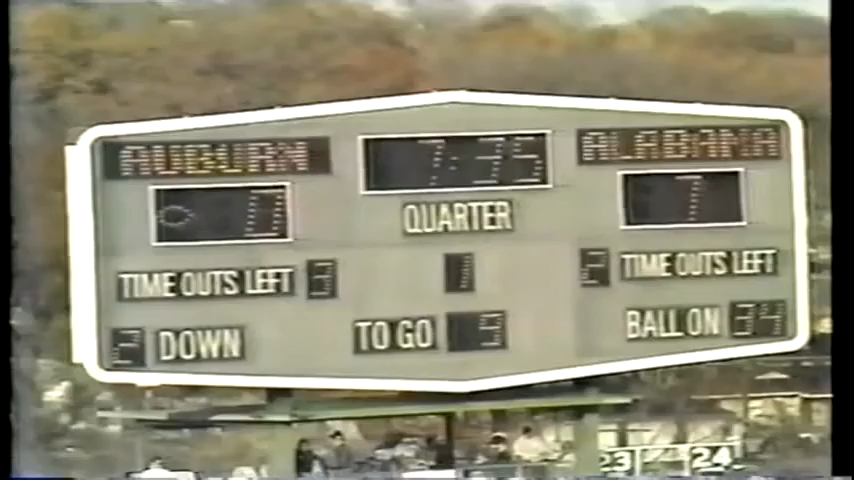 AUBURN 7:35 ALABAMA
7
QUARTER
TIME OUTS LEFT 3 1 2 TIME OUTS LEFT
2 DOWN TO GO 9 BALL ON 34
23 24